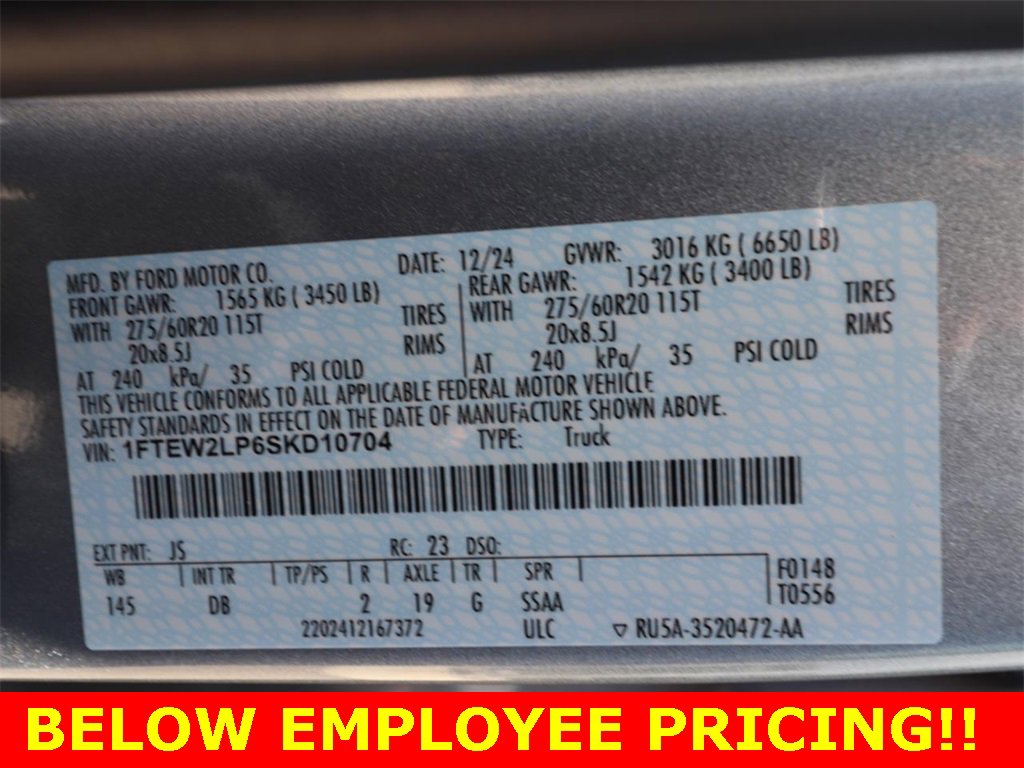 MFD. BY FORD MOTOR CO. DATE: 12/24 GVWR: 3016 KG ( 6650 LB)
FRONT GAWR: 1565 KG ( 3450 LB) REAR GAWR: 1542 KG ( 3400 LB)
WITH 275/60R20 115T TIRES WITH 275/60R20 115T TIRES
20x8.5J RIMS 20x8.5J RIMS
AT 240 kPa/ 35 PSI COLD AT 240 kPa/ 35 PSI COLD
THIS VEHICLE CONFORMS TO ALL APPLICABLE FEDERAL MOTOR VEHICLE
SAFETY STANDARDS IN EFFECT ON THE DATE OF MANUFACTURE SHOWN ABOVE.
VIN: 1FTEW2LP6SKD10704 TYPE: Truck
EXT PNT: JS RC: 23 DSO:
WB INT TR TP/PS R AXLE TR SPR F0148
145 DB 2 19 G SSAA T0556
2202412167372 ULC ▽ RU5A-3520472-AA
BELOW EMPLOYEE PRICING!!